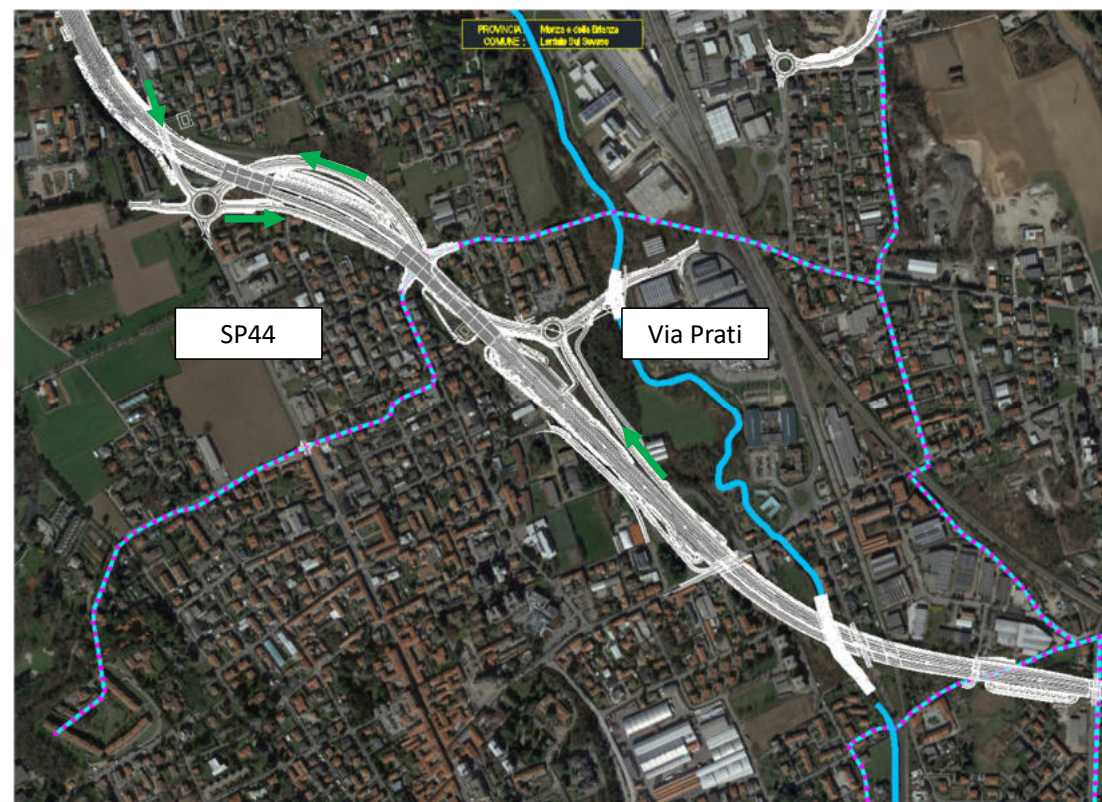 PROVINCIA: Monza e della Brianza
COMUNE: Lentate Sul Seveso
SP44
Via Prati